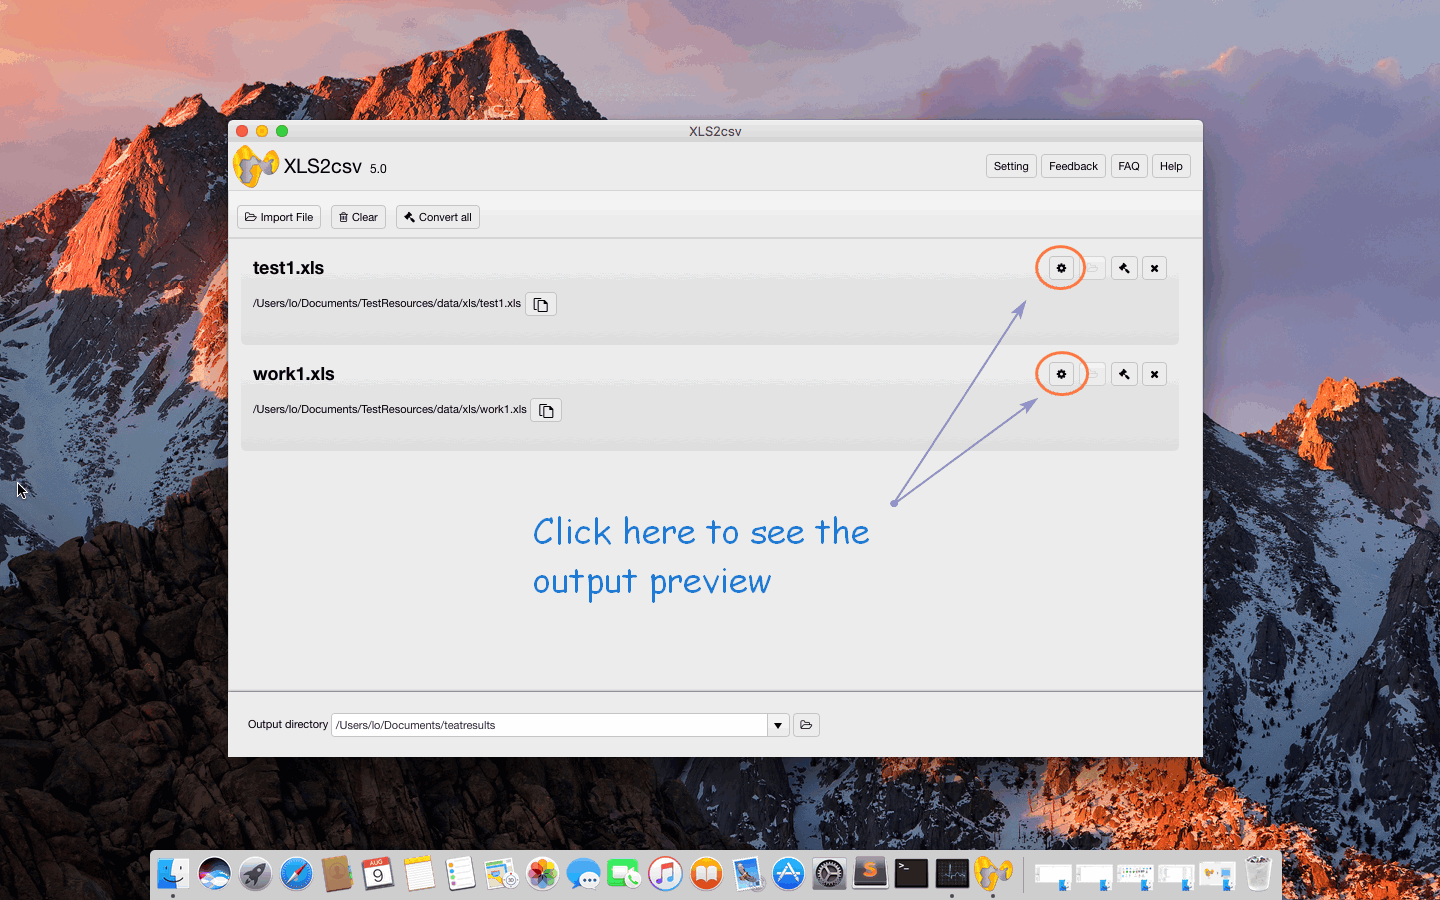 XLS2csv
XLS2csv 5.0
Setting Feedback FAQ Help
Import File Clear Convert all
test1.xls
/Users/lo/Documents/TestResources/data/xls/test1.xls
work1.xls
/Users/lo/Documents/TestResources/data/xls/work1.xls
Click here to see the
output preview
Output directory /Users/lo/Documents/teatresults
AUG
9